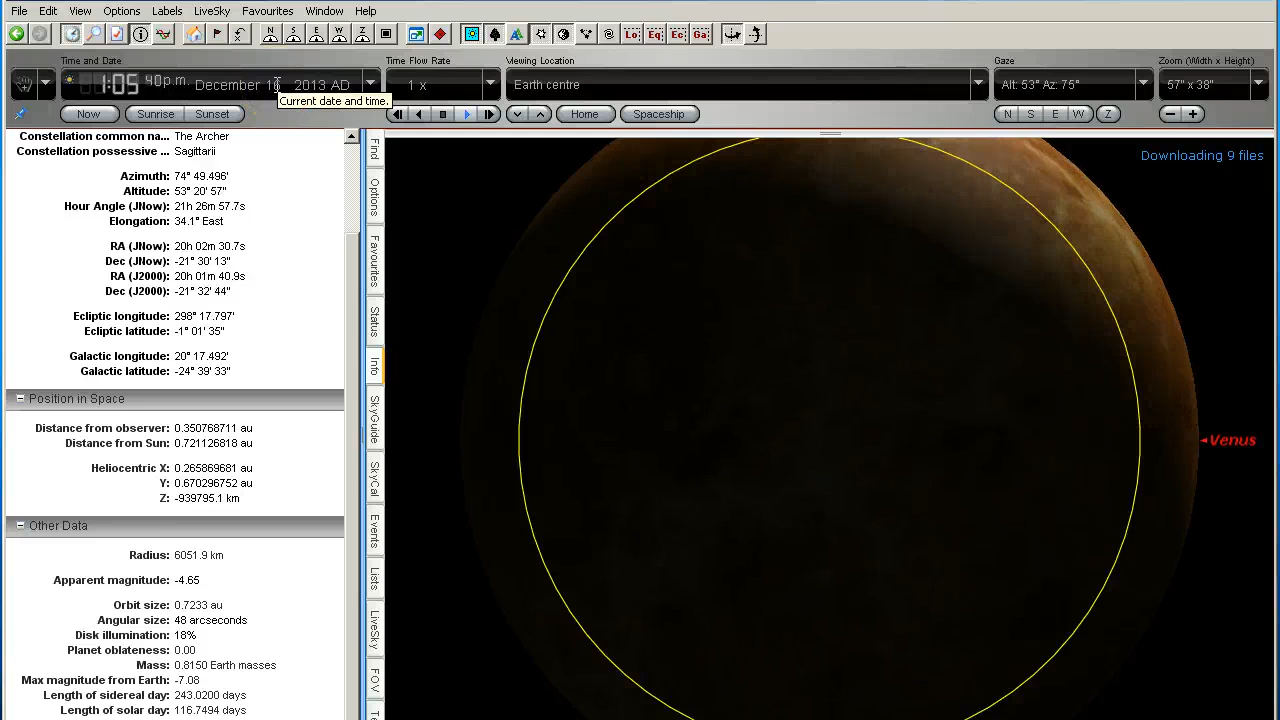 File Edit View Options Labels LiveSky Favourites Window Help
N S E W Z Lo Eq Ec Ga
Time and Date Time Flow Rate Viewing Location Gaze Zoom (Width x Height)
1:05 40 p.m. December 16 2013 AD 1 x Earth centre Alt: 53° Az: 75° 57" x 38"
Current date and time.
Now Sunrise Sunset Home Spaceship N S E W Z
Constellation common na... The Archer
Constellation possessive ... Sagittarii
Azimuth: 74° 49.496'
Altitude: 53° 20' 57"
Hour Angle (JNow): 21h 26m 57.7s
Elongation: 34.1° East
RA (JNow): 20h 02m 30.7s
Dec (JNow): -21° 30' 13"
RA (J2000): 20h 01m 40.9s
Dec (J2000): -21° 32' 44"
Ecliptic longitude: 298° 17.797'
Ecliptic latitude: -1° 01' 35"
Galactic longitude: 20° 17.492'
Galactic latitude: -24° 39' 33"
Position in Space
Distance from observer: 0.350768711 au
Distance from Sun: 0.721126818 au
Heliocentric X: 0.265869681 au
Y: 0.670296752 au
Z: -939795.1 km
Other Data
Radius: 6051.9 km
Apparent magnitude: -4.65
Orbit size: 0.7233 au
Angular size: 48 arcseconds
Disk illumination: 18%
Planet oblateness: 0.00
Mass: 0.8150 Earth masses
Max magnitude from Earth: -7.08
Length of sidereal day: 243.0200 days
Length of solar day: 116.7494 days
Find
Options
Favourites
Status
Info
SkyGuide
SkyCal
Events
Lists
LiveSky
FOV
Downloading 9 files
Venus